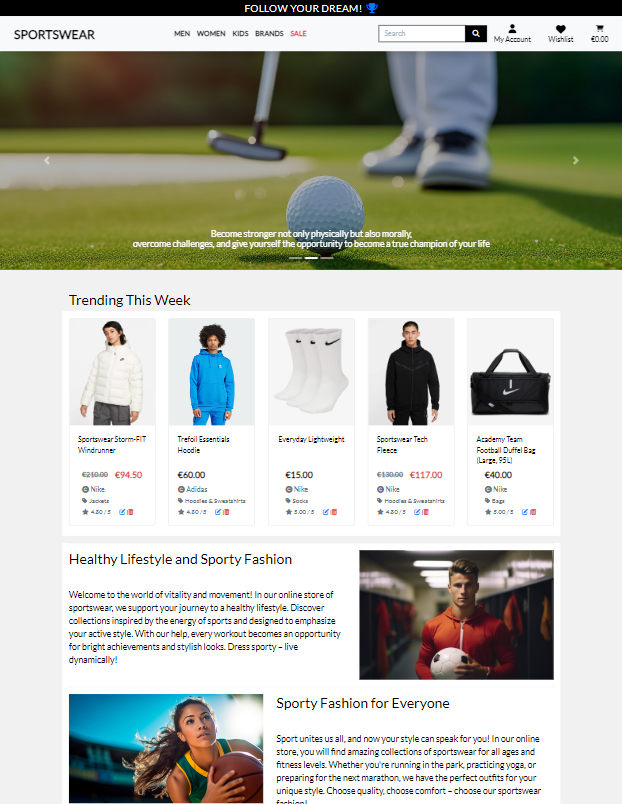 FOLLOW YOUR DREAM!
SPORTSWEAR
MEN WOMEN KIDS BRANDS SALE
Search
My Account
Wishlist
€0.00
Become stronger not only physically but also morally,
overcome challenges, and give yourself the opportunity to become a true champion of your life
Trending This Week
Sportswear Storm-FIT
Windrunner
€210.00 €94.50
Nike
Jackets
4.80 / 5
Trefoil Essentials
Hoodie
€60.00
Adidas
Hoodies & Sweatshirts
4.80 / 5
Everyday Lightweight
€15.00
Nike
Socks
5.00 / 5
Sportswear Tech
Fleece
€130.00 €117.00
Nike
Hoodies & Sweatshirts
4.80 / 5
Academy Team
Football Duffel Bag
(Large, 95L)
€40.00
Nike
Bags
5.00 / 5
Healthy Lifestyle and Sporty Fashion
Welcome to the world of vitality and movement! In our online store of
sportswear, we support your journey to a healthy lifestyle. Discover
collections inspired by the energy of sports and designed to emphasize
your active style. With our help, every workout becomes an opportunity
for bright achievements and stylish looks. Dress sporty – live
dynamically!
Sporty Fashion for Everyone
Sport unites us all, and now your style can speak for you! In our online
store, you will find amazing collections of sportswear for all ages and
fitness levels. Whether you're running in the park, practicing yoga, or
preparing for the next marathon, we have the perfect outfits for your
unique style. Choose quality, choose comfort – choose our sportswear
fashion!